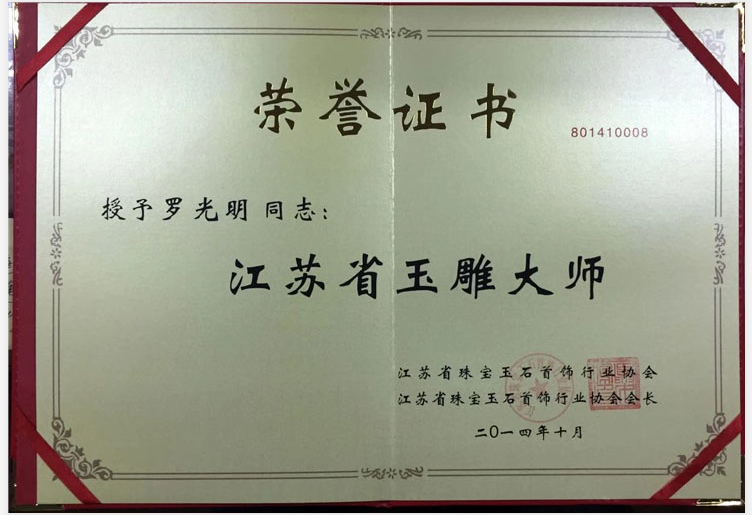 荣誉证书
801410008
授予罗光明同志：
江苏省玉雕大师
江苏省珠宝玉石首饰行业协会
江苏省珠宝玉石首饰行业协会会长
二〇一四年十月